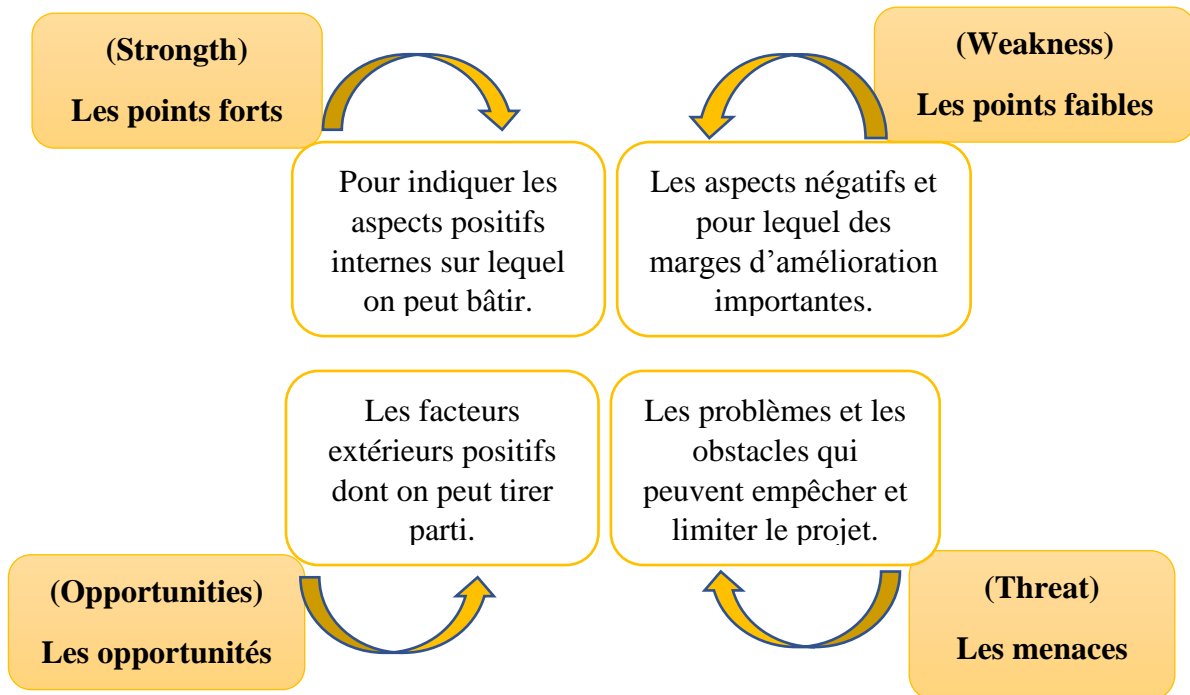 (Strength)
Les points forts
(Weakness)
Les points faibles
Pour indiquer les
aspects positifs
internes sur lequel
on peut bâtir.
Les aspects négatifs et
pour lequel des
marges d’amélioration
importantes.
Les facteurs
extérieurs positifs
dont on peut tirer
parti.
Les problèmes et les
obstacles qui
peuvent empêcher et
limiter le projet.
(Opportunities)
Les opportunités
(Threat)
Les menaces